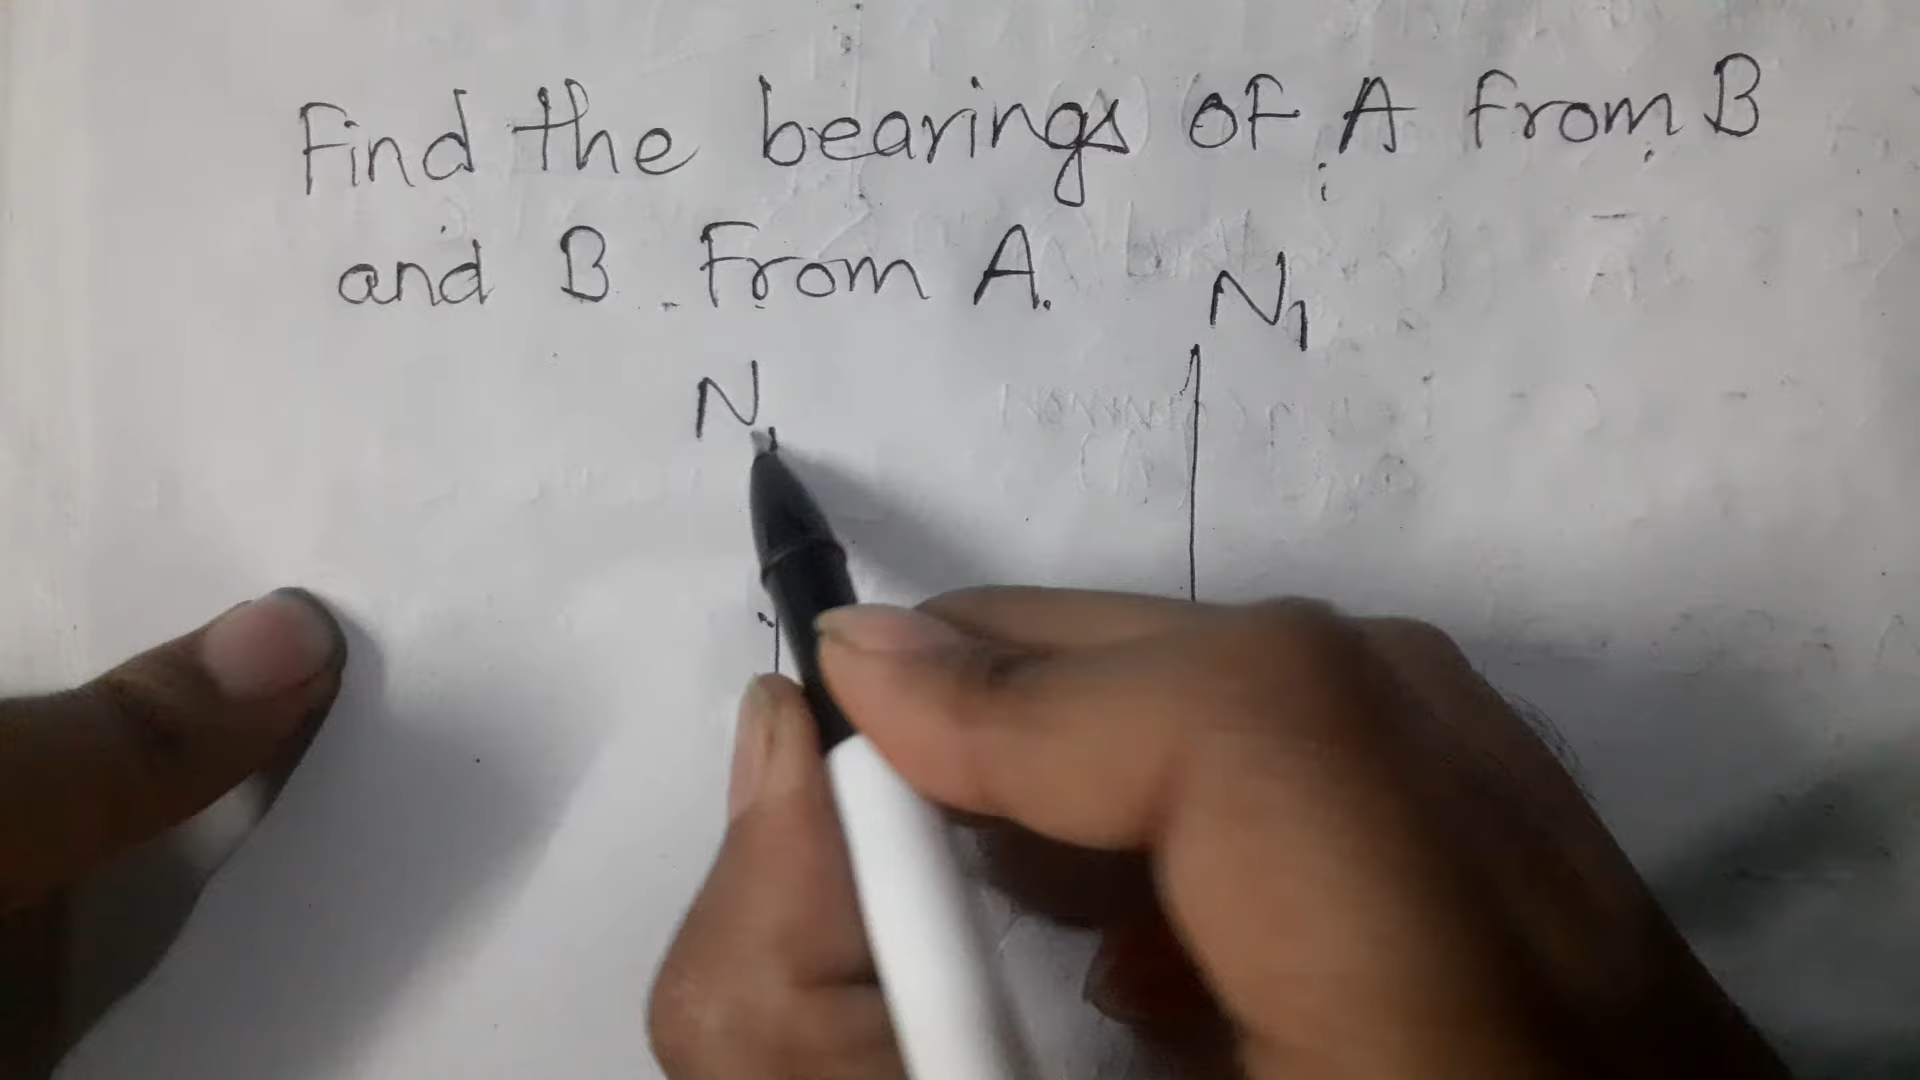 Find the bearings of A from B
and B from A.
N1
N